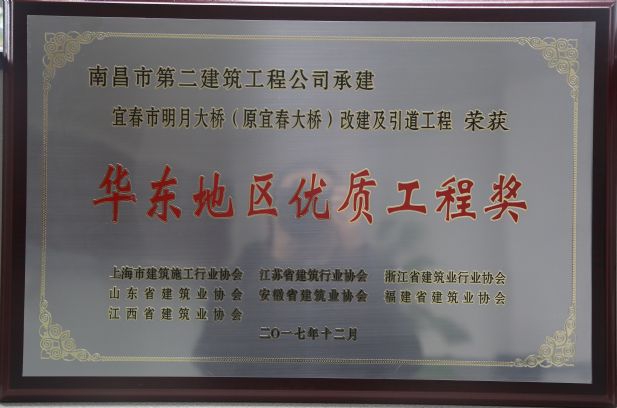 南昌市第二建筑工程公司承建
宜春市明月大桥（原宜春大桥）改建及引道工程 荣获
华东地区优质工程奖
上海市建筑施工行业协会 江苏省建筑行业协会 浙江省建筑业行业协会
山东省建筑业协会 安徽省建筑业协会 福建省建筑业协会
江西省建筑业协会
二〇一七年十二月